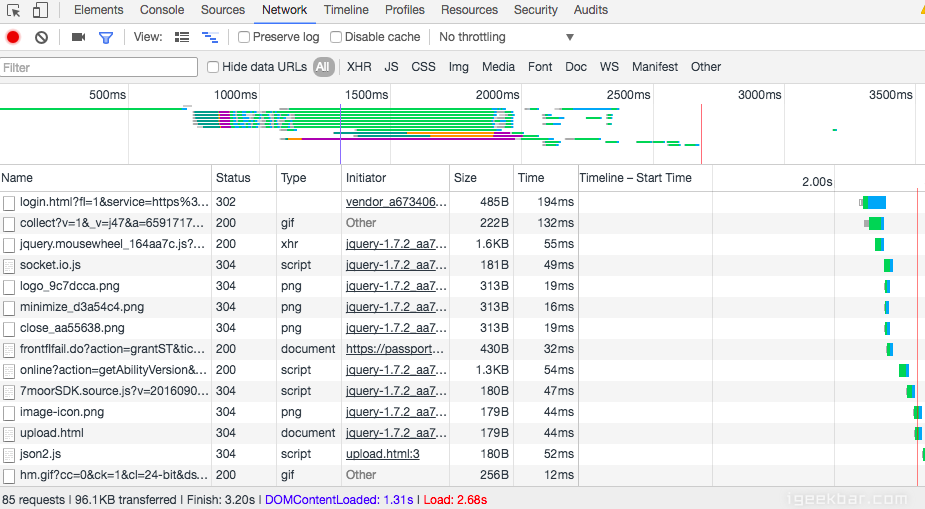 Elements Console Sources Network Timeline Profiles Resources Security Audits
View: Preserve log Disable cache No throttling
Filter Hide data URLs All XHR JS CSS Img Media Font Doc WS Manifest Other
500ms 1000ms 1500ms 2000ms 2500ms 3000ms 3500ms
Name Status Type Initiator Size Time Timeline – Start Time 2.00s
login.html?fl=1&service=https%3... 302 vendor_a673406... 485B 194ms
collect?v=1&_v=j47&a=6591717... 200 gif Other 222B 132ms
jquery.mousewheel_164aa7c.js?... 200 xhr jquery-1.7.2_aa7... 1.6KB 55ms
socket.io.js 304 script jquery-1.7.2_aa7... 181B 49ms
logo_9c7dcca.png 304 png jquery-1.7.2_aa7... 313B 19ms
minimize_d3a54c4.png 304 png jquery-1.7.2_aa7... 313B 16ms
close_aa55638.png 304 png jquery-1.7.2_aa7... 313B 19ms
frontflfail.do?action=grantST&tic... 200 document https://passport... 430B 32ms
online?action=getAbilityVersion&... 200 script jquery-1.7.2_aa7... 1.3KB 54ms
7moorSDK.source.js?v=2016090... 304 script jquery-1.7.2_aa7... 180B 47ms
image-icon.png 304 png jquery-1.7.2_aa7... 179B 44ms
upload.html 304 document jquery-1.7.2_aa7... 179B 44ms
json2.js 304 script upload.html:3 180B 52ms
hm.gif?cc=0&ck=1&cl=24-bit&ds... 200 gif Other 256B 12ms
85 requests | 96.1KB transferred | Finish: 3.20s | DOMContentLoaded: 1.31s | Load: 2.68s
igeekbar.com